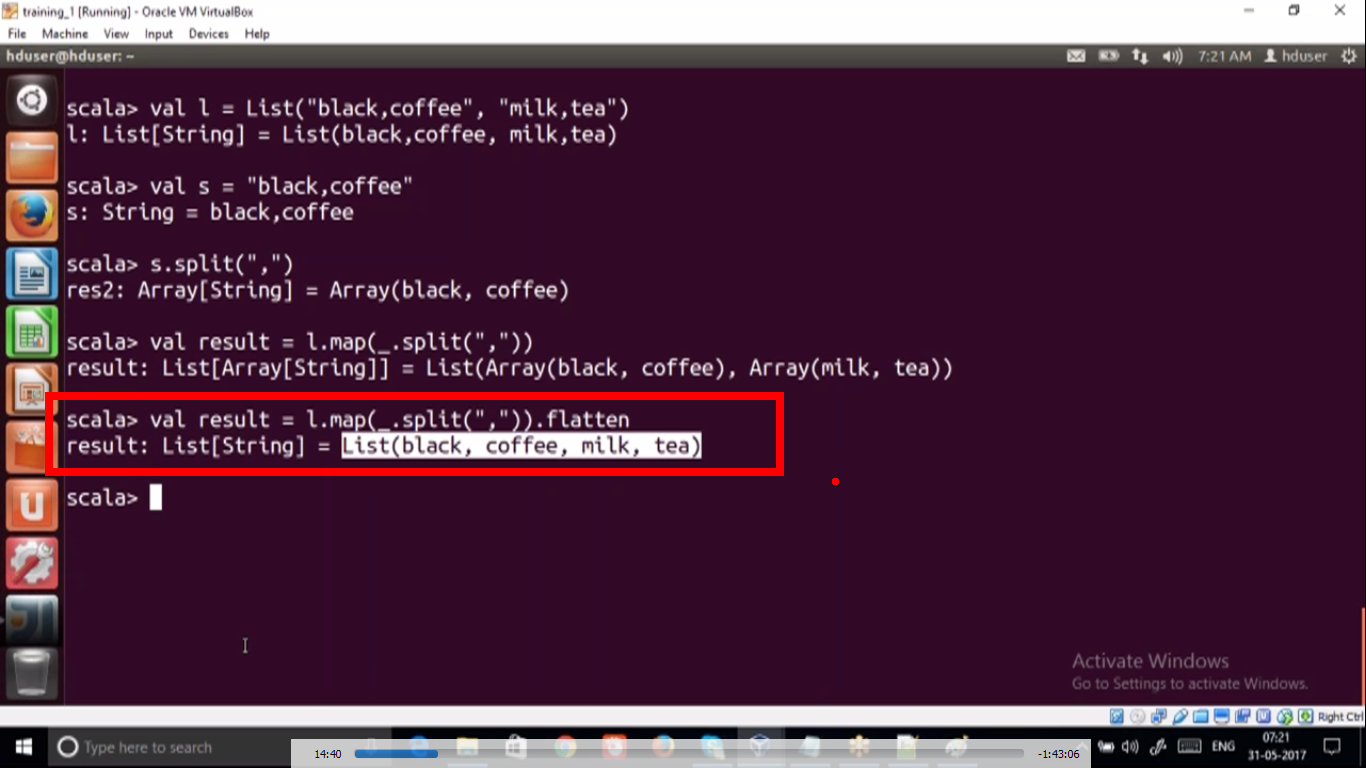 training_1 [Running] - Oracle VM VirtualBox
File Machine View Input Devices Help
hduser@hduser: ~ 7:21 AM hduser
scala> val l = List("black,coffee", "milk,tea")
l: List[String] = List(black,coffee, milk,tea)
scala> val s = "black,coffee"
s: String = black,coffee
scala> s.split(",")
res2: Array[String] = Array(black, coffee)
scala> val result = l.map(_.split(","))
result: List[Array[String]] = List(Array(black, coffee), Array(milk, tea))
scala> val result = l.map(_.split(",")).flatten
result: List[String] = List(black, coffee, milk, tea)
scala>
Activate Windows
Go to Settings to activate Windows.
Right Ctrl
Type here to search
14:40 -1:43:06
ENG
07:21
31-05-2017